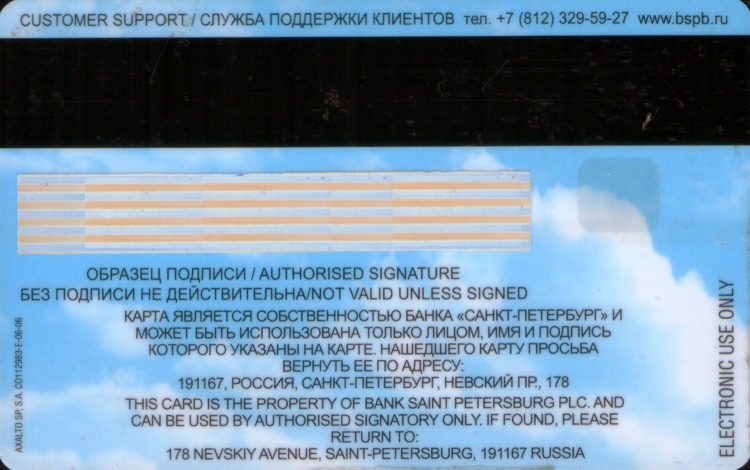 CUSTOMER SUPPORT / СЛУЖБА ПОДДЕРЖКИ КЛИЕНТОВ тел. +7 (812) 329-59-27 www.bspb.ru
ОБРАЗЕЦ ПОДПИСИ / AUTHORISED SIGNATURE
БЕЗ ПОДПИСИ НЕ ДЕЙСТВИТЕЛЬНА/NOT VALID UNLESS SIGNED
КАРТА ЯВЛЯЕТСЯ СОБСТВЕННОСТЬЮ БАНКА «САНКТ-ПЕТЕРБУРГ» И
МОЖЕТ БЫТЬ ИСПОЛЬЗОВАНА ТОЛЬКО ЛИЦОМ, ИМЯ И ПОДПИСЬ
КОТОРОГО УКАЗАНЫ НА КАРТЕ. НАШЕДШЕГО КАРТУ ПРОСЬБА
ВЕРНУТЬ ЕЕ ПО АДРЕСУ:
191167, РОССИЯ, САНКТ-ПЕТЕРБУРГ, НЕВСКИЙ ПР., 178
THIS CARD IS THE PROPERTY OF BANK SAINT PETERSBURG PLC. AND
CAN BE USED BY AUTHORISED SIGNATORY ONLY. IF FOUND, PLEASE
RETURN TO:
178 NEVSKIY AVENUE, SAINT-PETERSBURG, 191167 RUSSIA
AXALTO SP, S.A. C0112983-E-06-06
ELECTRONIC USE ONLY